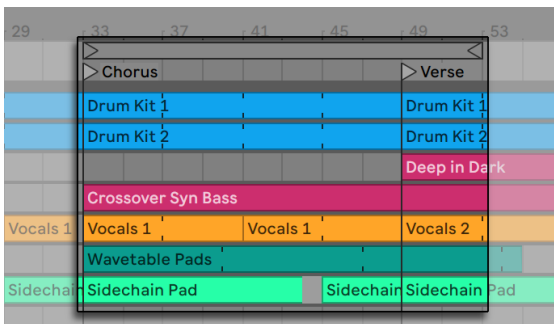 29 33 37 41 45 49 53
Chorus Verse
Drum Kit 1 Drum Kit 1
Drum Kit 2 Drum Kit 2
Deep in Dark
Crossover Syn Bass
Vocals 1 Vocals 1 Vocals 1 Vocals 2
Wavetable Pads
Sidechain Sidechain Pad Sidechain Sidechain Pad